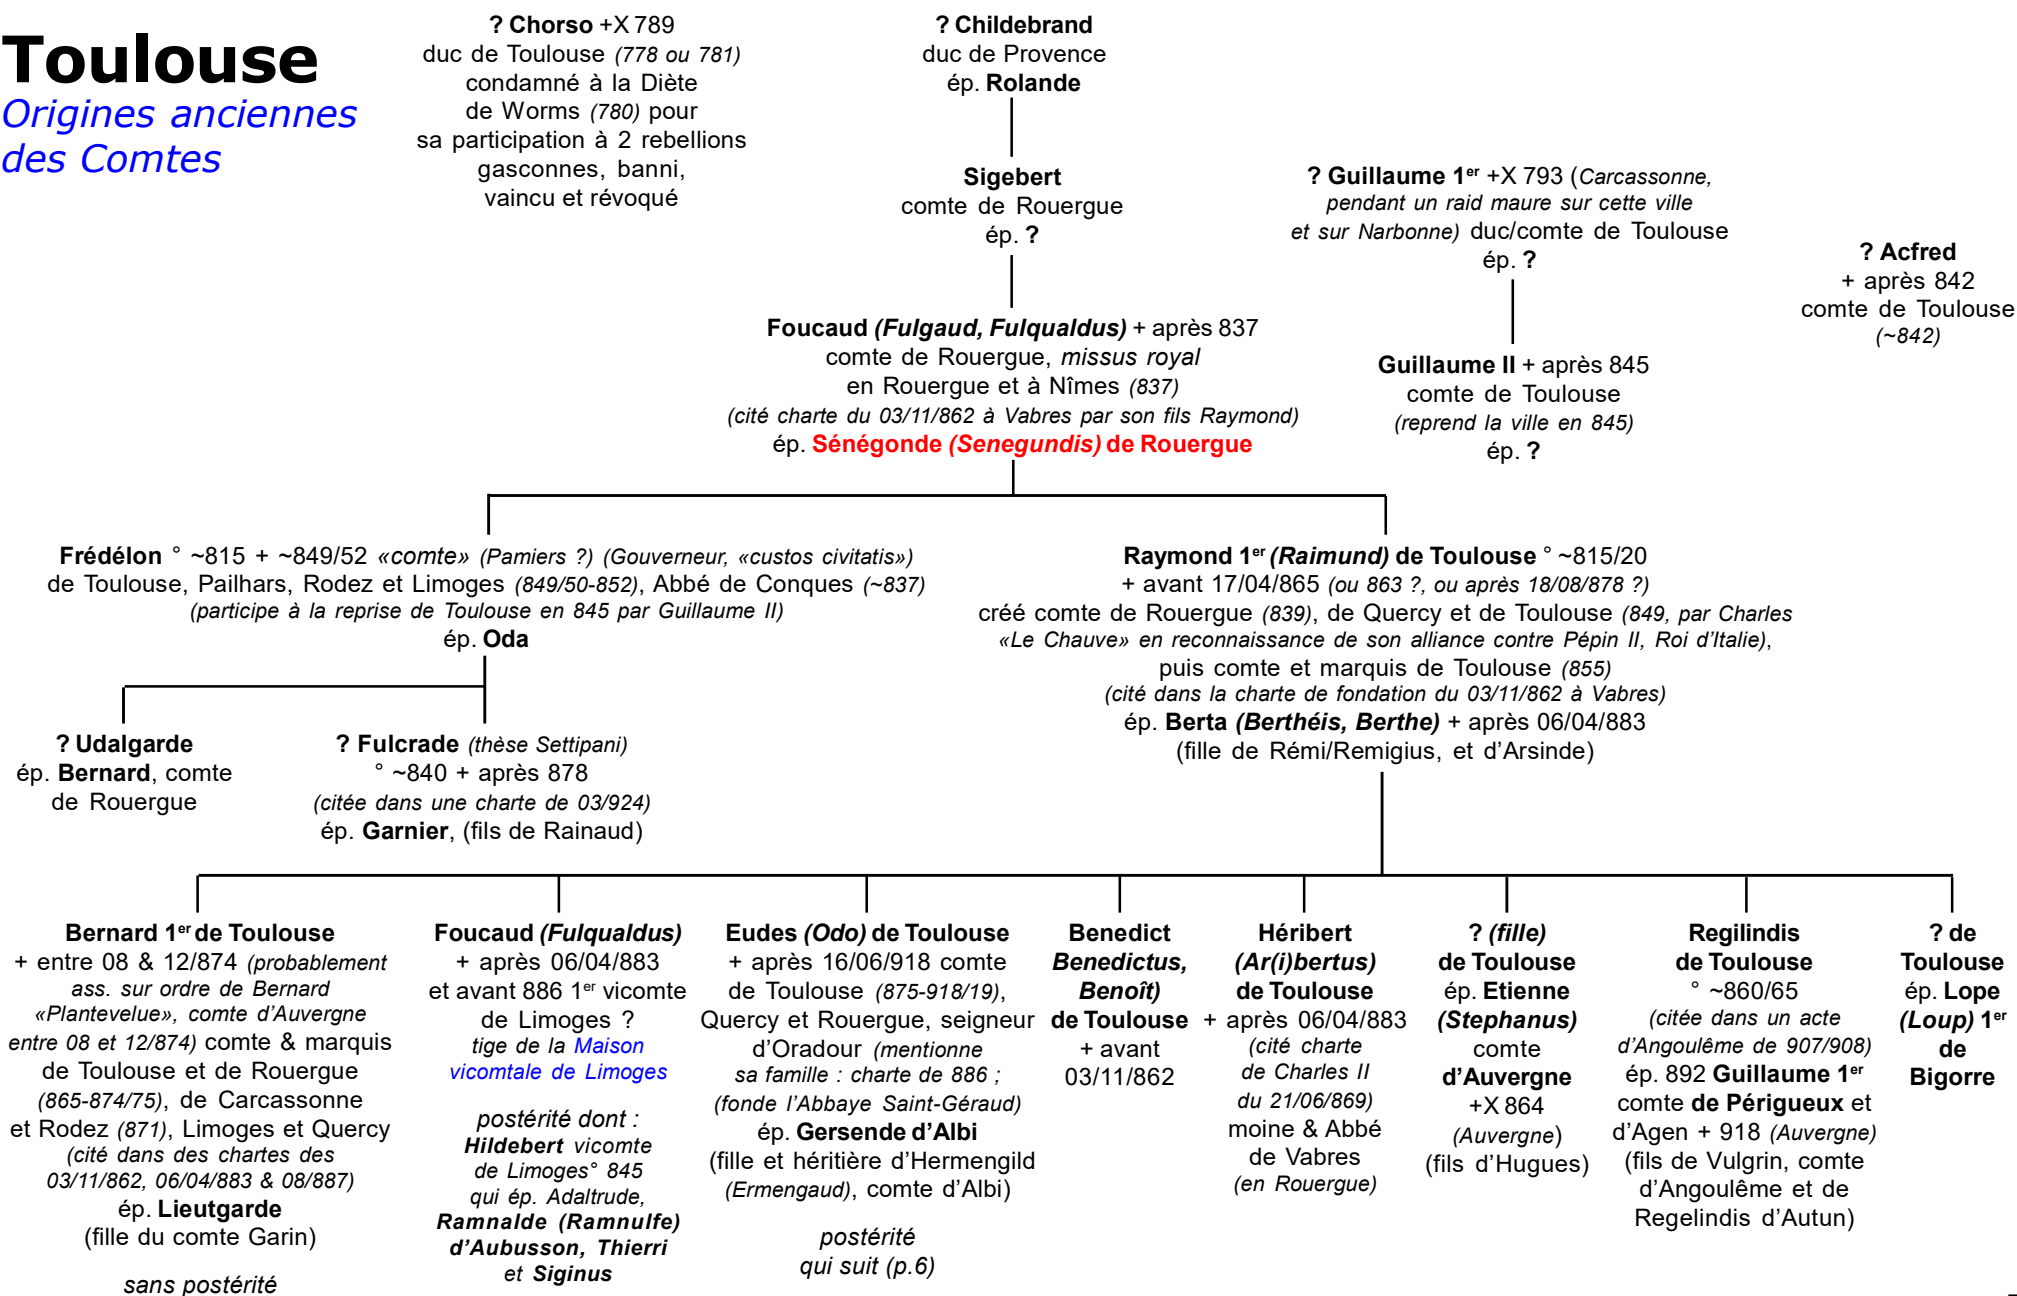 Toulouse
Origines anciennes
des Comtes
? Chorso +X 789
duc de Toulouse (778 ou 781)
condamné à la Diète
de Worms (780) pour
sa participation à 2 rebellions
gasconnes, banni,
vaincu et révoqué
? Childebrand
duc de Provence
ép. Rolande
Sigebert
comte de Rouergue
ép. ?
? Guillaume 1er +X 793 (Carcassonne,
pendant un raid maure sur cette ville
et sur Narbonne) duc/comte de Toulouse
ép. ?
? Acfred
+ après 842
comte de Toulouse
(~842)
Foucaud (Fulgaud, Fulqualdus) + après 837
comte de Rouergue, missus royal
en Rouergue et à Nîmes (837)
(cité charte du 03/11/862 à Vabres par son fils Raymond)
ép. Sénégonde (Senegundis) de Rouergue
Guillaume II + après 845
comte de Toulouse
(reprend la ville en 845)
ép. ?
Frédélon ° ~815 + ~849/52 «comte» (Pamiers ?) (Gouverneur, «custos civitatis»)
de Toulouse, Pailhars, Rodez et Limoges (849/50-852), Abbé de Conques (~837)
(participe à la reprise de Toulouse en 845 par Guillaume II)
ép. Oda
Raymond 1er (Raimund) de Toulouse ° ~815/20
+ avant 17/04/865 (ou 863 ?, ou après 18/08/878 ?)
créé comte de Rouergue (839), de Quercy et de Toulouse (849, par Charles
«Le Chauve» en reconnaissance de son alliance contre Pépin II, Roi d'Italie),
puis comte et marquis de Toulouse (855)
(cité dans la charte de fondation du 03/11/862 à Vabres)
ép. Berta (Berthéis, Berthe) + après 06/04/883
(fille de Rémi/Remigius, et d'Arsinde)
? Udalgarde
ép. Bernard, comte
de Rouergue
? Fulcrade (thèse Settipani)
° ~840 + après 878
(citée dans une charte de 03/924)
ép. Garnier, (fils de Rainaud)
Bernard 1er de Toulouse
+ entre 08 & 12/874 (probablement
ass. sur ordre de Bernard
«Plantevelue», comte d'Auvergne
entre 08 et 12/874) comte & marquis
de Toulouse et de Rouergue
(865-874/75), de Carcassonne
et Rodez (871), Limoges et Quercy
(cité dans des chartes des
03/11/862, 06/04/883 & 08/887)
ép. Lieutgarde
(fille du comte Garin)
sans postérité
Foucaud (Fulqualdus)
+ après 06/04/883
et avant 886 1er vicomte
de Limoges ?
tige de la Maison
vicomtale de Limoges
postérité dont :
Hildebert vicomte
de Limoges° 845
qui ép. Adaltrude,
Ramnalde (Ramnulfe)
d'Aubusson, Thierri
et Siginus
Eudes (Odo) de Toulouse
+ après 16/06/918 comte
de Toulouse (875-918/19),
Quercy et Rouergue, seigneur
d'Oradour (mentionne
sa famille : charte de 886 ;
(fonde l'Abbaye Saint-Géraud)
ép. Gersende d'Albi
(fille et héritière d'Hermengild
(Ermengaud), comte d'Albi)
postérité
qui suit (p.6)
Benedict
Benedictus,
Benoît)
de Toulouse
+ avant
03/11/862
Héribert
(Ar(i)bertus)
de Toulouse
+ après 06/04/883
(cité charte
de Charles II
du 21/06/869)
moine & Abbé
de Vabres
(en Rouergue)
? (fille)
de Toulouse
ép. Etienne
(Stephanus)
comte
d'Auvergne
+X 864
(Auvergne)
(fils d'Hugues)
Regilindis
de Toulouse
° ~860/65
(citée dans un acte
d'Angoulême de 907/908)
ép. 892 Guillaume 1er
comte de Périgueux et
d'Agen + 918 (Auvergne)
(fils de Vulgrin, comte
d'Angoulême et de
Regelindis d'Autun)
? de
Toulouse
ép. Lope
(Loup) 1er
de
Bigorre